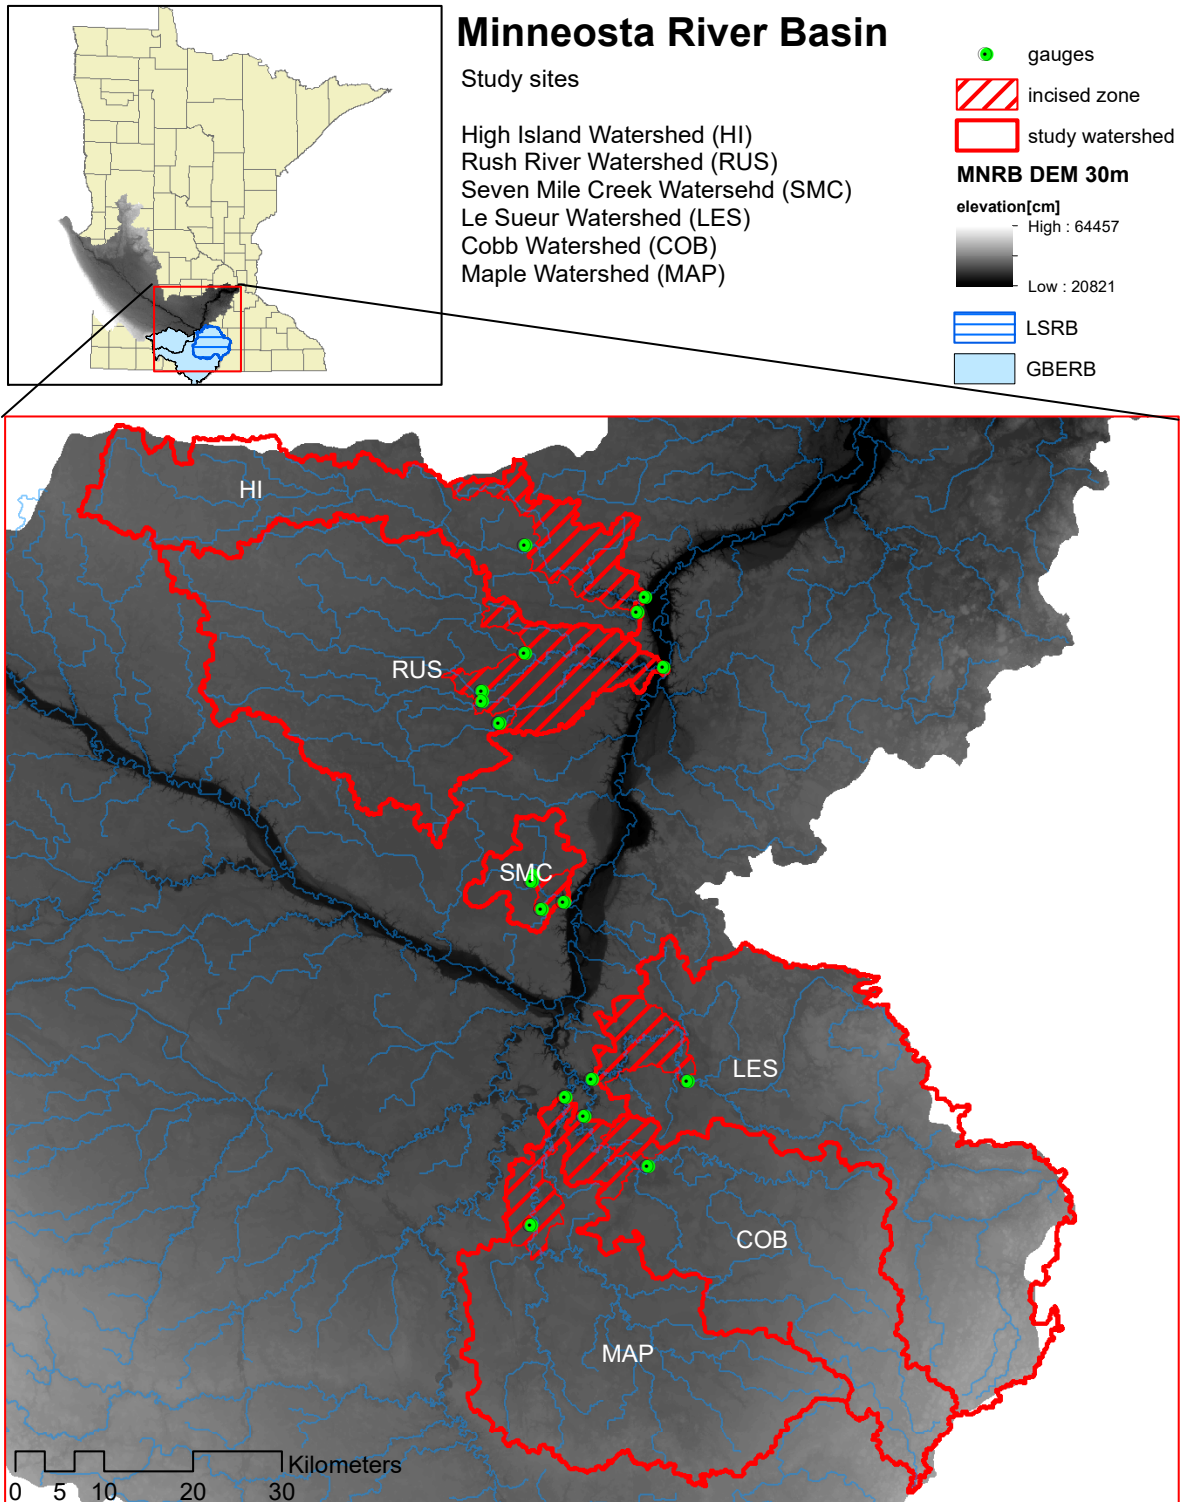 Minneosta River Basin
Study sites
High Island Watershed (HI)
Rush River Watershed (RUS)
Seven Mile Creek Watersehd (SMC)
Le Sueur Watershed (LES)
Cobb Watershed (COB)
Maple Watershed (MAP)
gauges
incised zone
study watershed
MNRB DEM 30m
elevation[cm]
High : 64457
Low : 20821
LSRB
GBERB
HI
RUS
SMC
LES
COB
MAP
Kilometers
0 5 10 20 30